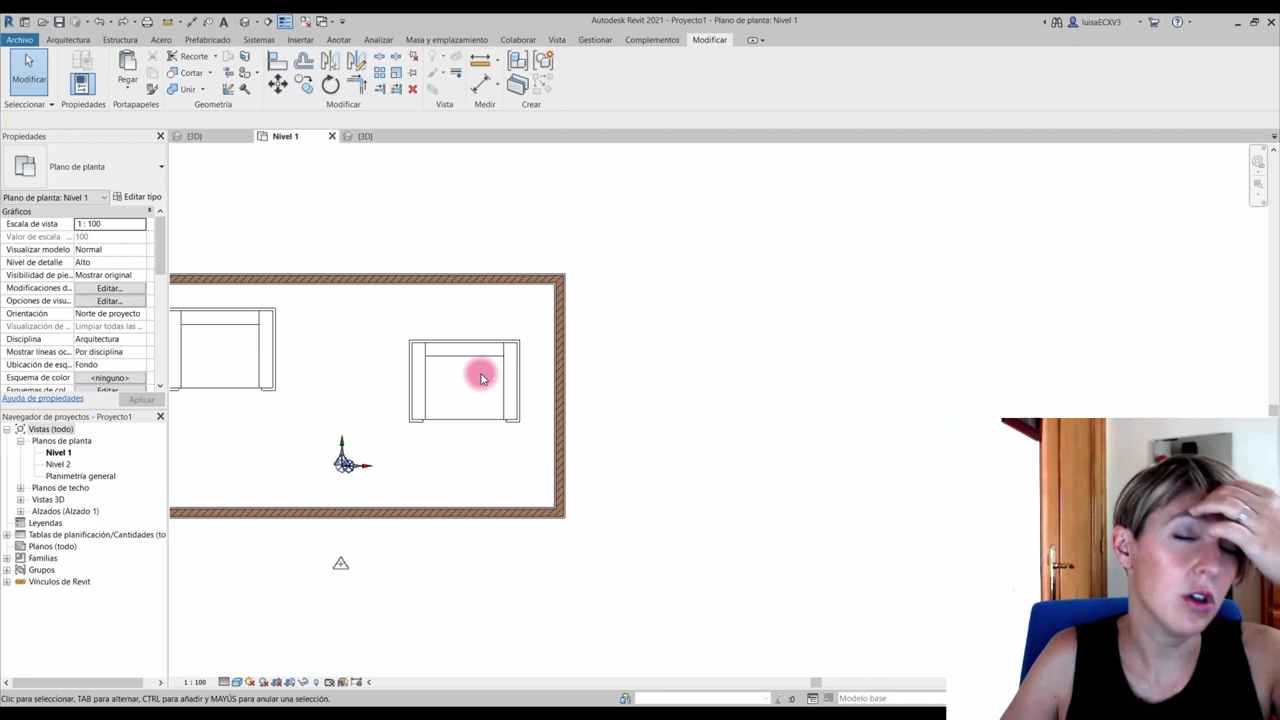 Autodesk Revit 2021 - Proyecto1 - Plano de planta: Nivel 1
luisaECXV3
Archivo Arquitectura Estructura Acero Prefabricado Sistemas Insertar Anotar Analizar Masa y emplazamiento Colaborar Vista Gestionar Complementos Modificar
Modificar
Pegar
Recorte
Cortar
Unir
Seleccionar Propiedades Portapapeles Geometría Modificar Vista Medir Crear
Propiedades
{3D} Nivel 1 {3D}
Plano de planta
Plano de planta: Nivel 1 Editar tipo
Gráficos
Escala de vista 1 : 100
Valor de escala ... 100
Visualizar modelo Normal
Nivel de detalle Alto
Visibilidad de pie... Mostrar original
Modificaciones d... Editar...
Opciones de visu... Editar...
Orientación Norte de proyecto
Visualización de ... Limpiar todas las
Disciplina Arquitectura
Mostrar líneas oc... Por disciplina
Ubicación de esq... Fondo
Esquema de color <ninguno>
Esquemas de col... Editar...
Ayuda de propiedades Aplicar
Navegador de proyectos - Proyecto1
Vistas (todo)
Planos de planta
Nivel 1
Nivel 2
Planimetría general
Planos de techo
Vistas 3D
Alzados (Alzado 1)
Leyendas
Tablas de planificación/Cantidades (to
Planos (todo)
Familias
Grupos
Vínculos de Revit
1 : 100
Clic para seleccionar, TAB para alternar, CTRL para añadir y MAYÚS para anular una selección.
:0
Modelo base